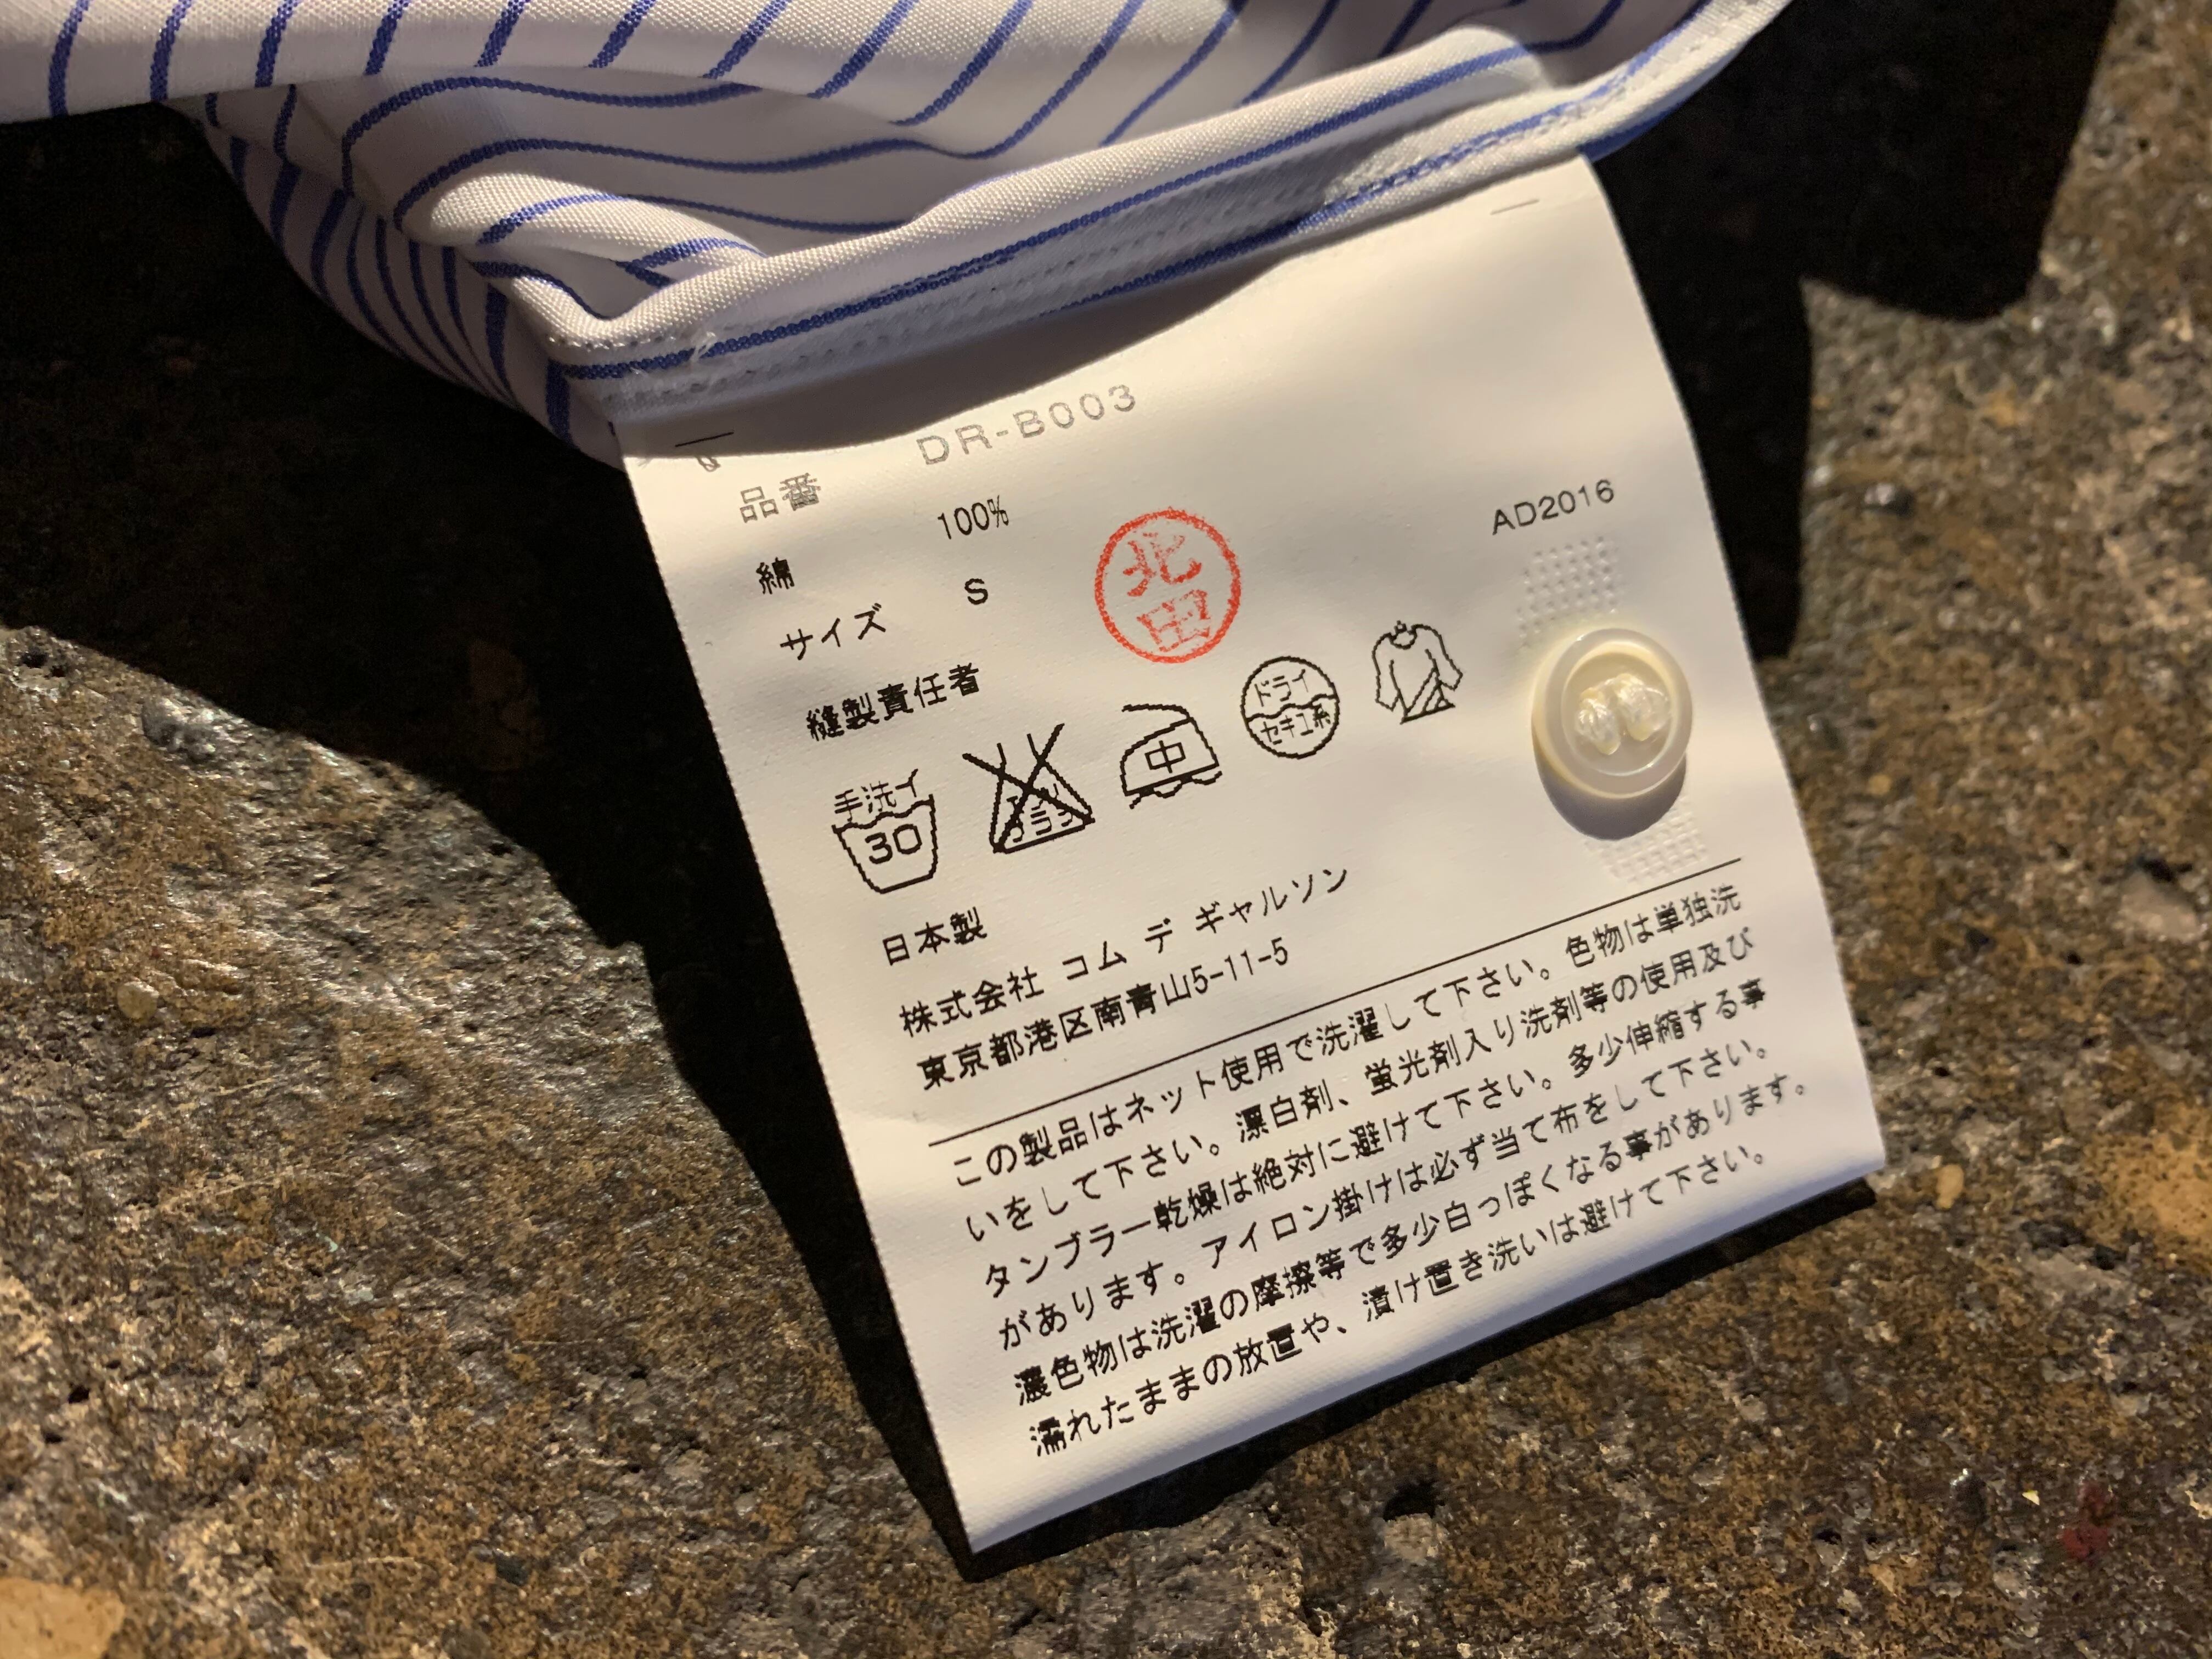 品番 DR-B003
綿 100%
AD2016
サイズ S
縫製責任者
北田
手洗イ
30
中
ドライ
セキユ系
日本製
株式会社 コム デ ギャルソン
東京都港区南青山5-11-5
この製品はネット使用で洗濯して下さい。色物は単独洗
いをして下さい。漂白剤、蛍光剤入り洗剤等の使用及び
タンブラー乾燥は絶対に避けて下さい。多少伸縮する事
があります。アイロン掛けは必ず当て布をして下さい。
濃色物は洗濯の摩擦等で多少白っぽくなる事があります。
濡れたままの放置や、漬け置き洗いは避けて下さい。